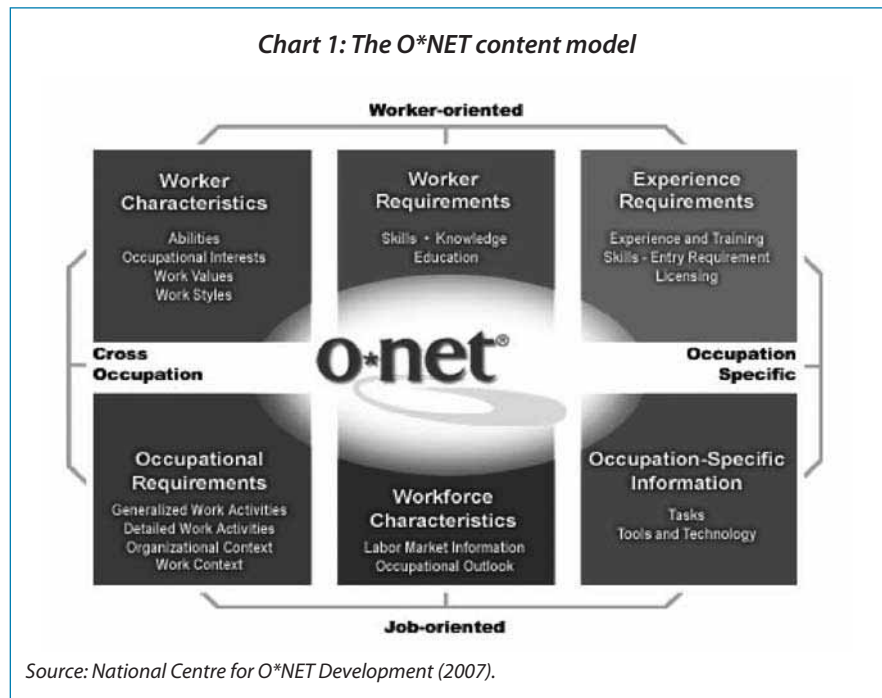 Chart 1: The O*NET content model
Worker-oriented
Worker
Characteristics
Abilities
Occupational Interests
Work Values
Work Styles
Worker
Requirements
Skills • Knowledge
Education
Experience
Requirements
Experience and Training
Skills - Entry Requirement
Licensing
Cross
Occupation
o*net®
Occupation
Specific
Occupational
Requirements
Generalized Work Activities
Detailed Work Activities
Organizational Context
Work Context
Workforce
Characteristics
Labor Market Information
Occupational Outlook
Occupation-Specific
Information
Tasks
Tools and Technology
Job-oriented
Source: National Centre for O*NET Development (2007).